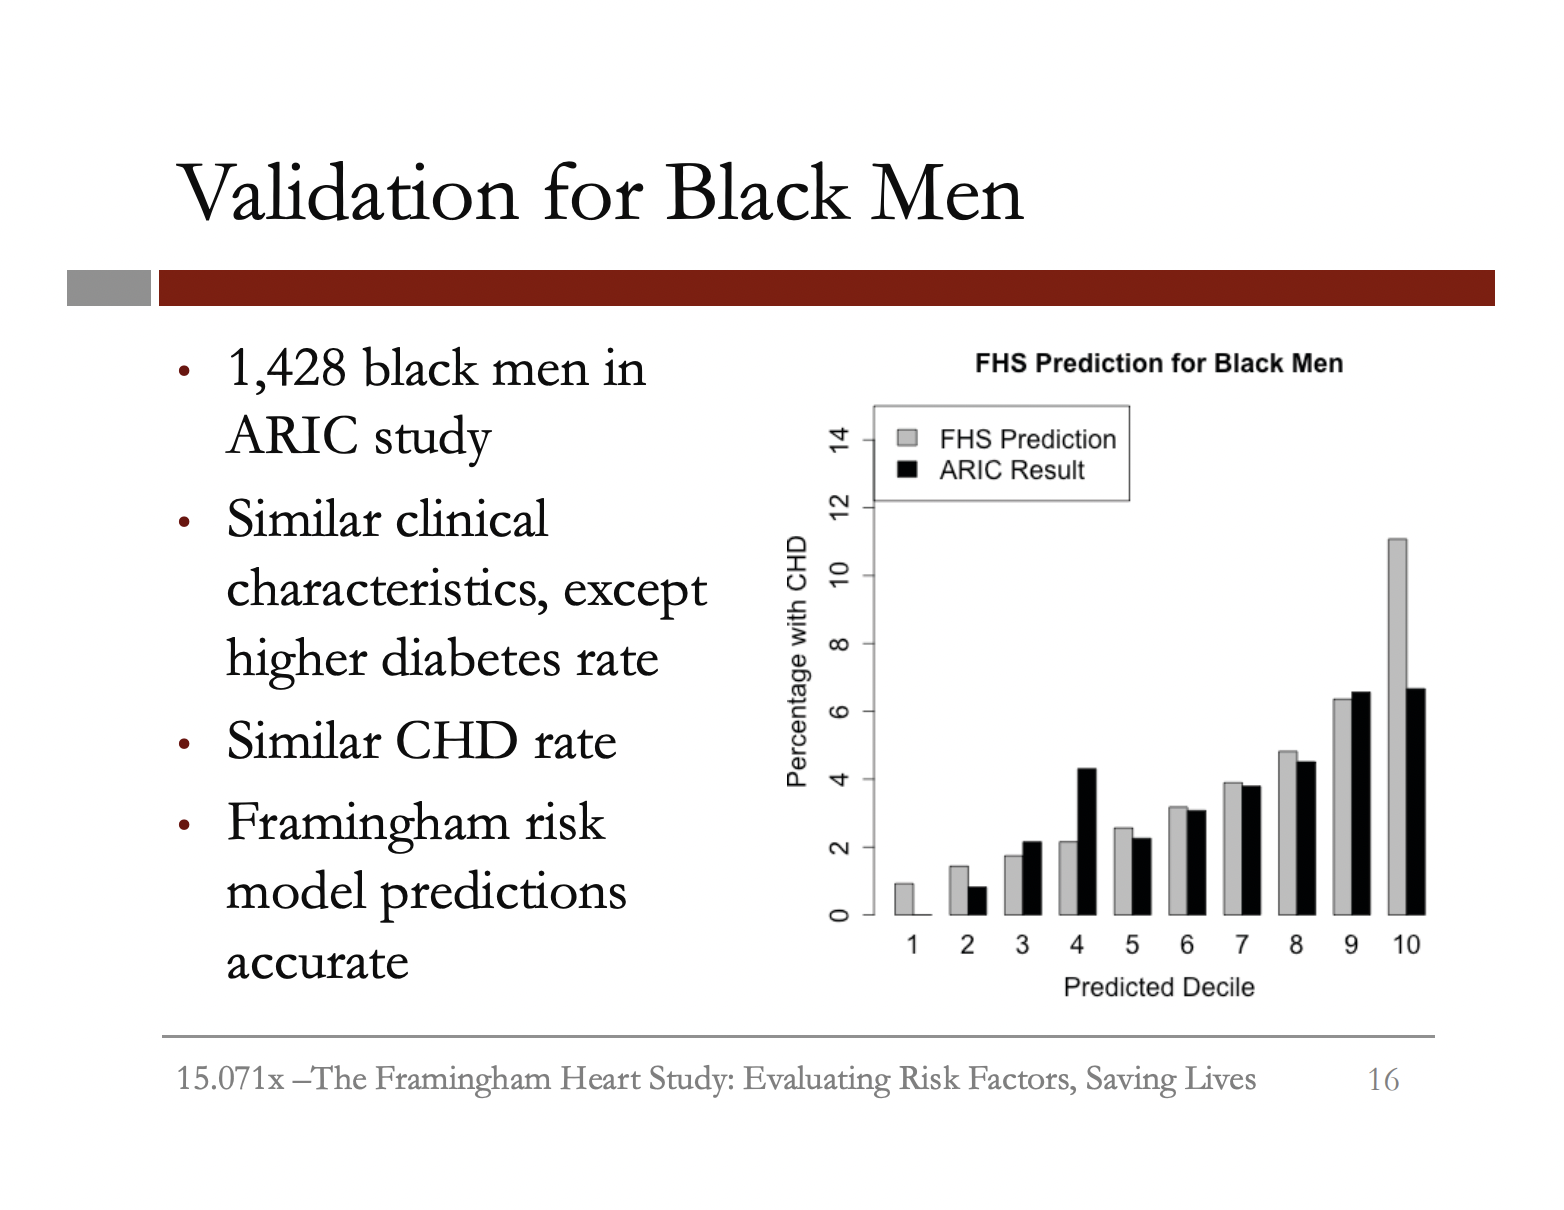 Validation for Black Men
• 1,428 black men in
ARIC study
• Similar clinical
characteristics, except
higher diabetes rate
• Similar CHD rate
• Framingham risk
model predictions
accurate
FHS Prediction for Black Men
FHS Prediction
ARIC Result
Percentage with CHD
14
12
10
8
6
4
2
0
1 2 3 4 5 6 7 8 9 10
Predicted Decile
15.071x –The Framingham Heart Study: Evaluating Risk Factors, Saving Lives
16